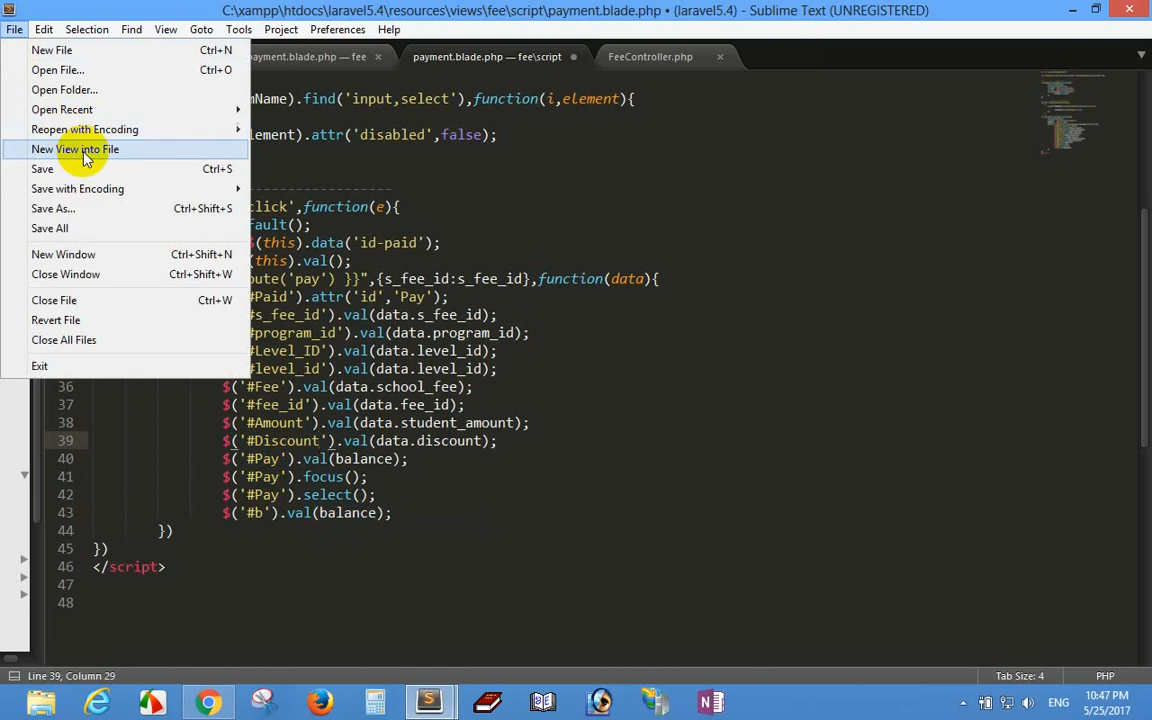 C:\xampp\htdocs\laravel5.4\resources\views\fee\script\payment.blade.php • (laravel5.4) - Sublime Text (UNREGISTERED)
File Edit Selection Find View Goto Tools Project Preferences Help
payment.blade.php — fee × payment.blade.php — fee\script FeeController.php ×
New File Ctrl+N
Open File... Ctrl+O
Open Folder...
Open Recent
Reopen with Encoding
New View into File
Save Ctrl+S
Save with Encoding
Save As... Ctrl+Shift+S
Save All
New Window Ctrl+Shift+N
Close Window Ctrl+Shift+W
Close File Ctrl+W
Revert File
Close All Files
Exit
mName).find('input,select'),function(i,element){
lement).attr('disabled',false);
--------------------
click',function(e){
fault();
$(this).data('id-paid');
(this).val();
oute('pay') }}",{s_fee_id:s_fee_id},function(data){
#Paid').attr('id','Pay');
#s_fee_id').val(data.s_fee_id);
#program_id').val(data.program_id);
#Level_ID').val(data.level_id);
#level_id').val(data.level_id);
36 $('#Fee').val(data.school_fee);
37 $('#fee_id').val(data.fee_id);
38 $('#Amount').val(data.student_amount);
39 $('#Discount').val(data.discount);
40 $('#Pay').val(balance);
41 $('#Pay').focus();
42 $('#Pay').select();
43 $('#b').val(balance);
44 })
45 })
46 </script>
47
48
Line 39, Column 29 Tab Size: 4 PHP
ENG 10:47 PM
5/25/2017